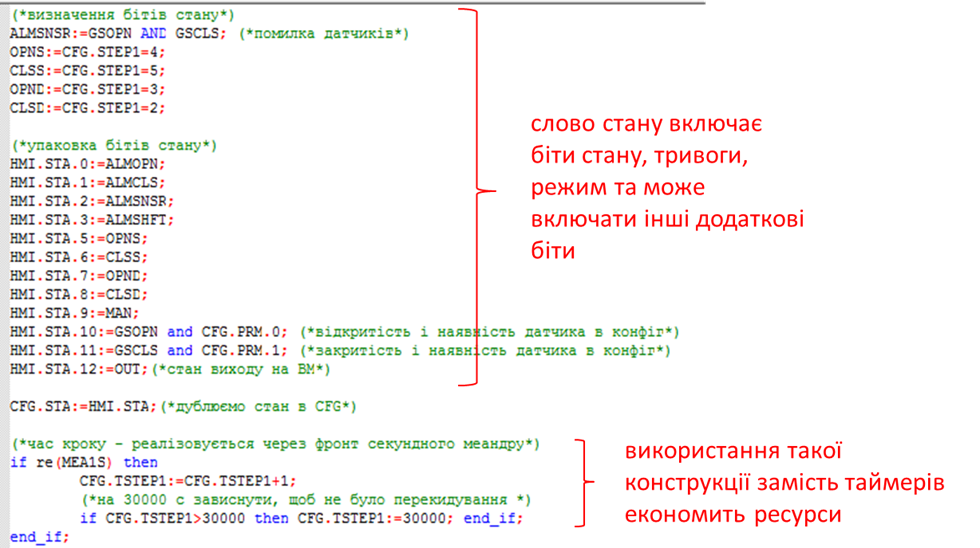 (*визначення бітів стану*)
ALMSNSR:=GSOPN AND GSCLS; (*помилка датчиків*)
OPNS:=CFG.STEP1=4;
CLSS:=CFG.STEP1=5;
OPND:=CFG.STEP1=3;
CLSD:=CFG.STEP1=2;
(*упаковка бітів стану*)
HMI.STA.0:=ALMOPN;
HMI.STA.1:=ALMCLS;
HMI.STA.2:=ALMSNSR;
HMI.STA.3:=ALMSHFT;
HMI.STA.5:=OPNS;
HMI.STA.6:=CLSS;
HMI.STA.7:=OPND;
HMI.STA.8:=CLSD;
HMI.STA.9:=MAN;
HMI.STA.10:=GSOPN and CFG.PRM.0; (*відкритість і наявність датчика в конфіг*)
HMI.STA.11:=GSCLS and CFG.PRM.1; (*закритість і наявність датчика в конфіг*)
HMI.STA.12:=OUT;(*стан виходу на ВМ*)
слово стану включає
біти стану, тривоги,
режим та може
включати інші додаткові
біти
CFG.STA:=HMI.STA;(*дублюємо стан в CFG*)
(*час кроку - реалізовується через фронт секундного меандру*)
if re(MEA1S) then
CFG.TSTEP1:=CFG.TSTEP1+1;
(*на 30000 с зависнути, щоб не було перекидування *)
if CFG.TSTEP1>30000 then CFG.TSTEP1:=30000; end_if;
end_if;
використання такої
конструкції замість таймерів
економить ресурси